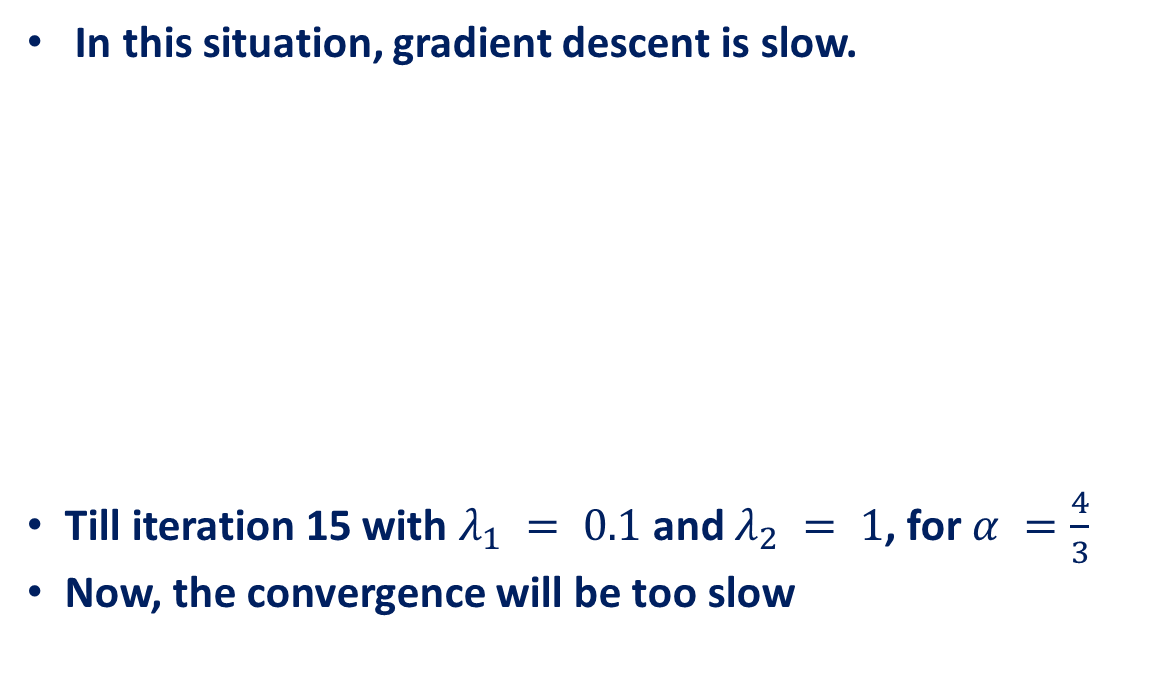 • In this situation, gradient descent is slow.
• Till iteration 15 with λ₁ = 0.1 and λ₂ = 1, for α = 4/3
• Now, the convergence will be too slow